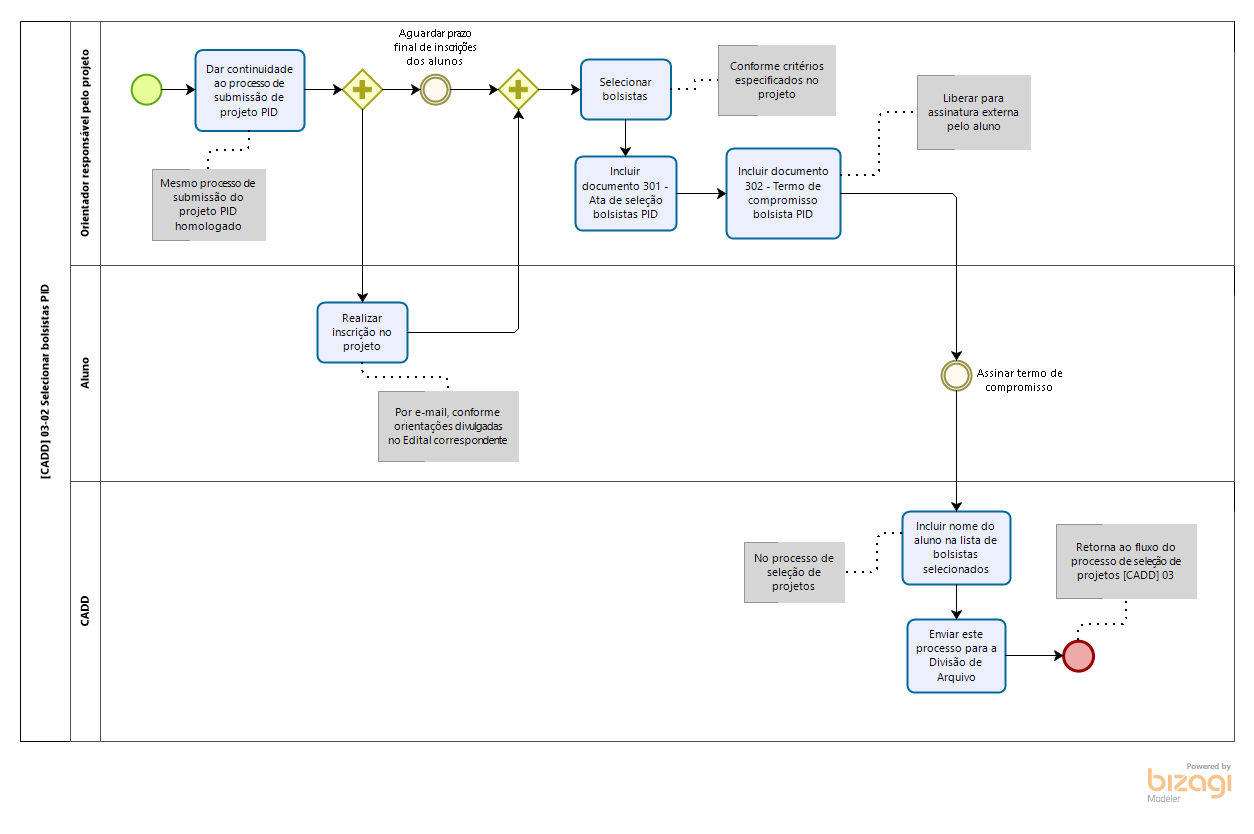 [CADD] 03-02 Selecionar bolsistas PID
Orientador responsável pelo projeto
Dar continuidade
ao processo de
submissão de
projeto PID
Mesmo processo de
submissão do
projeto PID
homologado
Aguardar prazo
final de inscrições
dos alunos
Selecionar
bolsistas
Conforme critérios
especificados no
projeto
Incluir
documento 301 -
Ata de seleção
bolsistas PID
Incluir documento
302 - Termo de
compromisso
bolsista PID
Liberar para
assinatura externa
pelo aluno
Aluno
Realizar
inscrição no
projeto
Por e-mail, conforme
orientações divulgadas
no Edital correspondente
Assinar termo de
compromisso
CADD
No processo de
seleção de
projetos
Incluir nome do
aluno na lista de
bolsistas
selecionados
Enviar este
processo para a
Divisão de
Arquivo
Retorna ao fluxo do
processo de seleção de
projetos [CADD] 03
Powered by
bizagi
Modeler